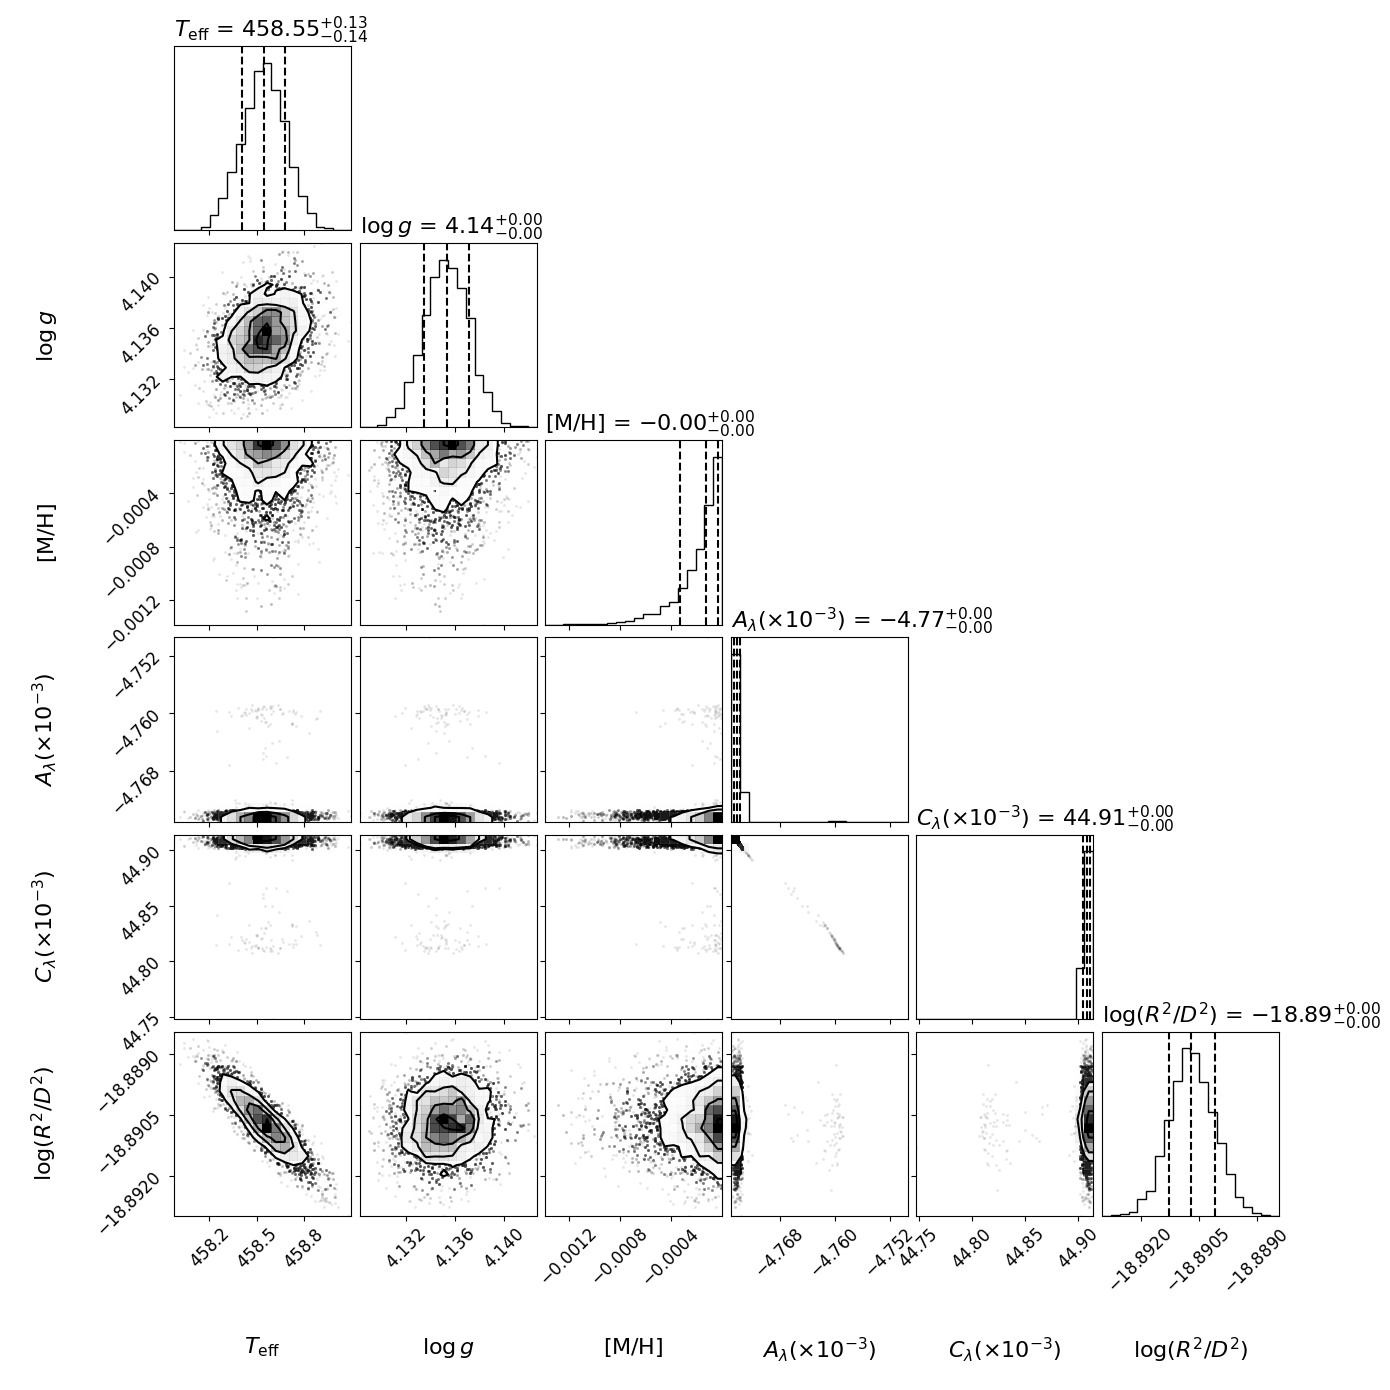 T_eff = 458.55 +0.13 −0.14
log g = 4.14 +0.00 −0.00
4.140
4.136
4.132
log g
[M/H] = −0.00 +0.00 −0.00
−0.0004
−0.0008
−0.0012
[M/H]
A_λ(×10^−3) = −4.77 +0.00 −0.00
−4.752
−4.760
−4.768
A_λ(×10^−3)
C_λ(×10^−3) = 44.91 +0.00 −0.00
44.90
44.85
44.80
44.75
C_λ(×10^−3)
log(R²/D²) = −18.89 +0.00 −0.00
−18.8890
−18.8905
−18.8920
log(R²/D²)
458.2 458.5 458.8 4.132 4.136 4.140 −0.0012 −0.0008 −0.0004 −4.768 −4.760 −4.752 44.75 44.80 44.85 44.90 −18.8920 −18.8905 −18.8890
T_eff log g [M/H] A_λ(×10^−3) C_λ(×10^−3) log(R²/D²)